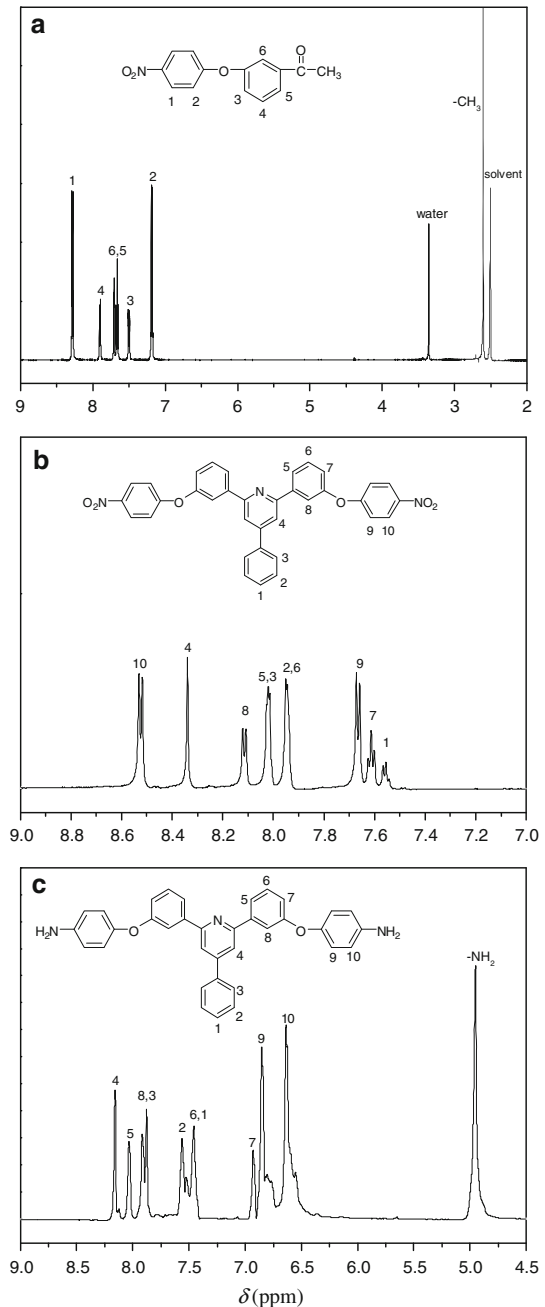 a
O
O₂N
O
CH₃
6
1 2 3 5
4
-CH₃
solvent
1
2
6,5
water
4
3
9 8 7 6 5 4 3 2
b
6
5 7
N
O₂N
O
O
NO₂
4
8
9 10
3
2
1
10
4
5,3
2,6
9
8
7
1
9.0 8.8 8.6 8.4 8.2 8.0 7.8 7.6 7.4 7.2 7.0
c
6
5 7
N
H₂N
O
O
NH₂
4
8
9 10
3
2
1
-NH₂
10
9
4
8,3
5
2
6,1
7
9.0 8.5 8.0 7.5 7.0 6.5 6.0 5.5 5.0 4.5
δ(ppm)